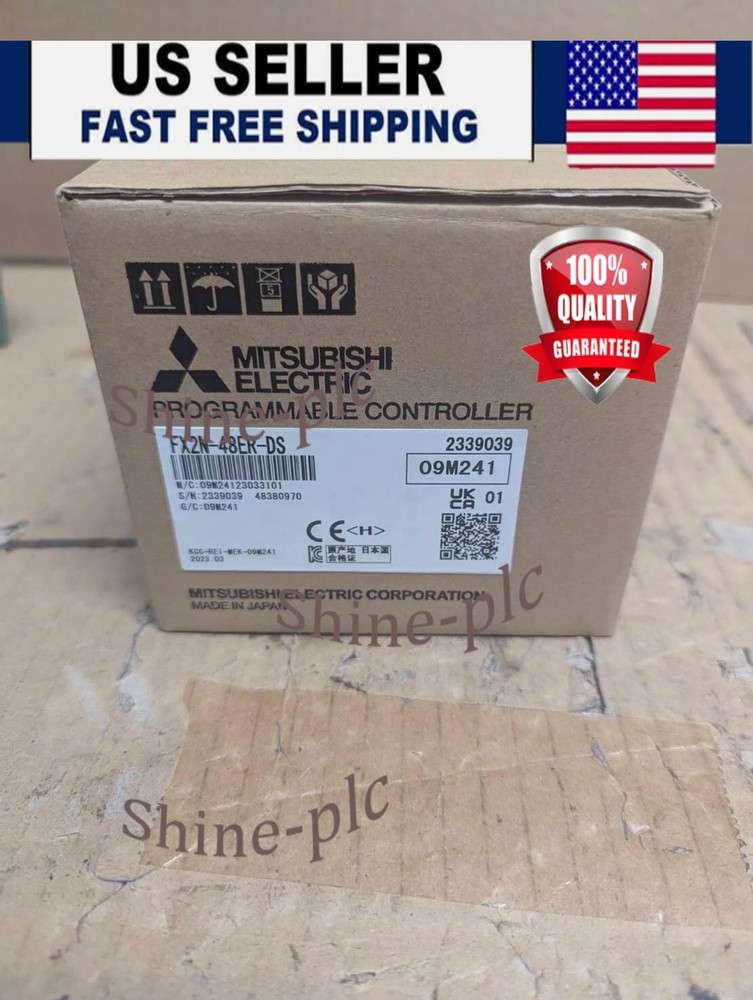 US SELLER
FAST FREE SHIPPING
100%
QUALITY
GUARANTEED
5
MITSUBISHI
ELECTRIC
Shine-plc
PROGRAMMABLE CONTROLLER
FX2N-48ER-DS
2339039
M/C:09M24123033101
09M241
S/N:2339039 48380970
G/C:09M241
UK
CA
01
CE <H>
KCC-REI-MEK-09M241
2023.03
原产地 日本国
合格证
MITSUBISHI ELECTRIC CORPORATION
MADE IN JAPAN
Shine-plc
Shine-plc